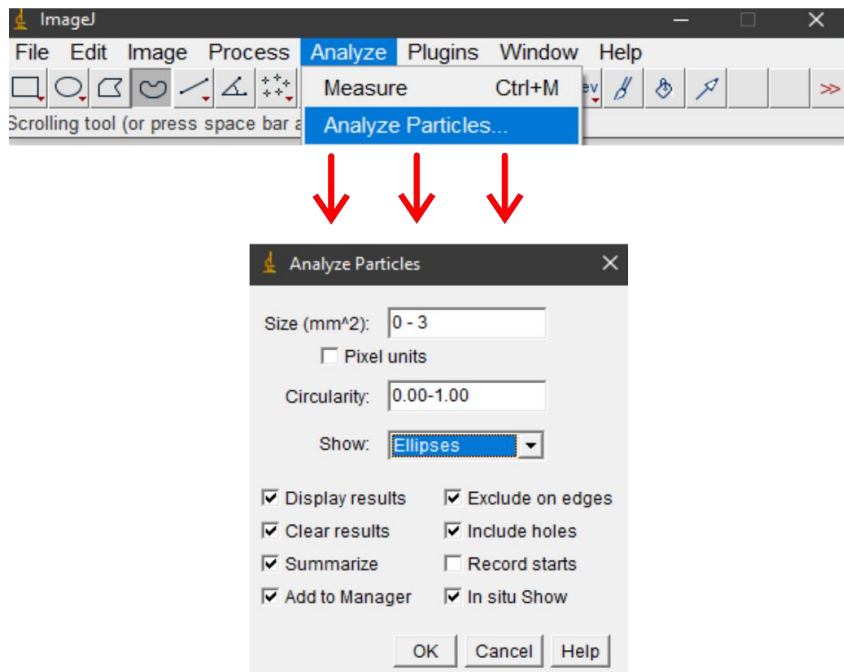 ImageJ
File Edit Image Process Analyze Plugins Window Help
Measure Ctrl+M
ev
>>
Scrolling tool (or press space bar a
Analyze Particles...
Analyze Particles
Size (mm^2): 0 - 3
Pixel units
Circularity: 0.00-1.00
Show: Ellipses
Display results Exclude on edges
Clear results Include holes
Summarize Record starts
Add to Manager In situ Show
OK Cancel Help